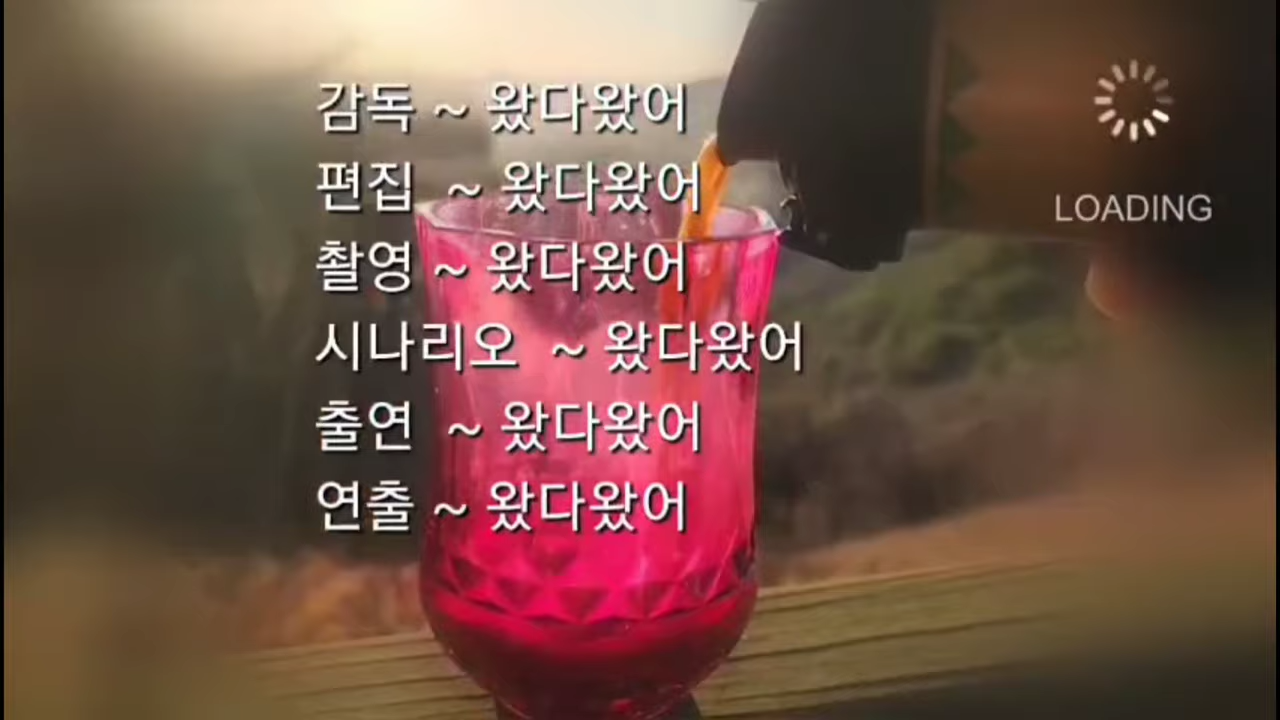 감독 ~ 왔다왔어
LOADING
편집 ~ 왔다왔어
촬영 ~ 왔다왔어
시나리오 ~ 왔다왔어
출연 ~ 왔다왔어
연출 ~ 왔다왔어